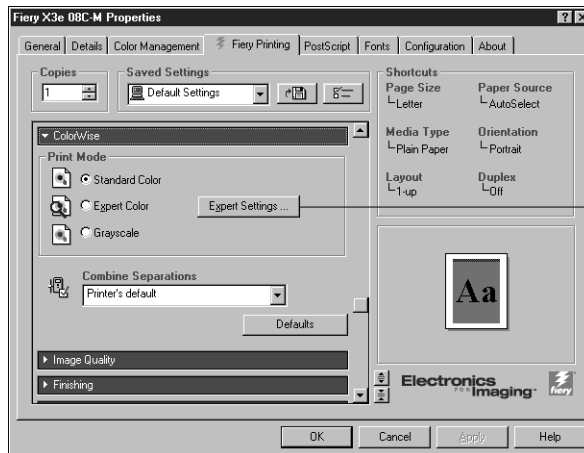 Fiery X3e 08C-M Properties
General Details Color Management Fiery Printing PostScript Fonts Configuration About
Copies
1
Saved Settings
Default Settings
ColorWise
Print Mode
Standard Color
Expert Color
Expert Settings ...
Grayscale
Combine Separations
Printer's default
Defaults
Image Quality
Finishing
Shortcuts
Page Size
Letter
Paper Source
AutoSelect
Media Type
Plain Paper
Orientation
Portrait
Layout
1-up
Duplex
Off
Aa
Electronics
FOR Imaging
fiery
OK Cancel Apply Help